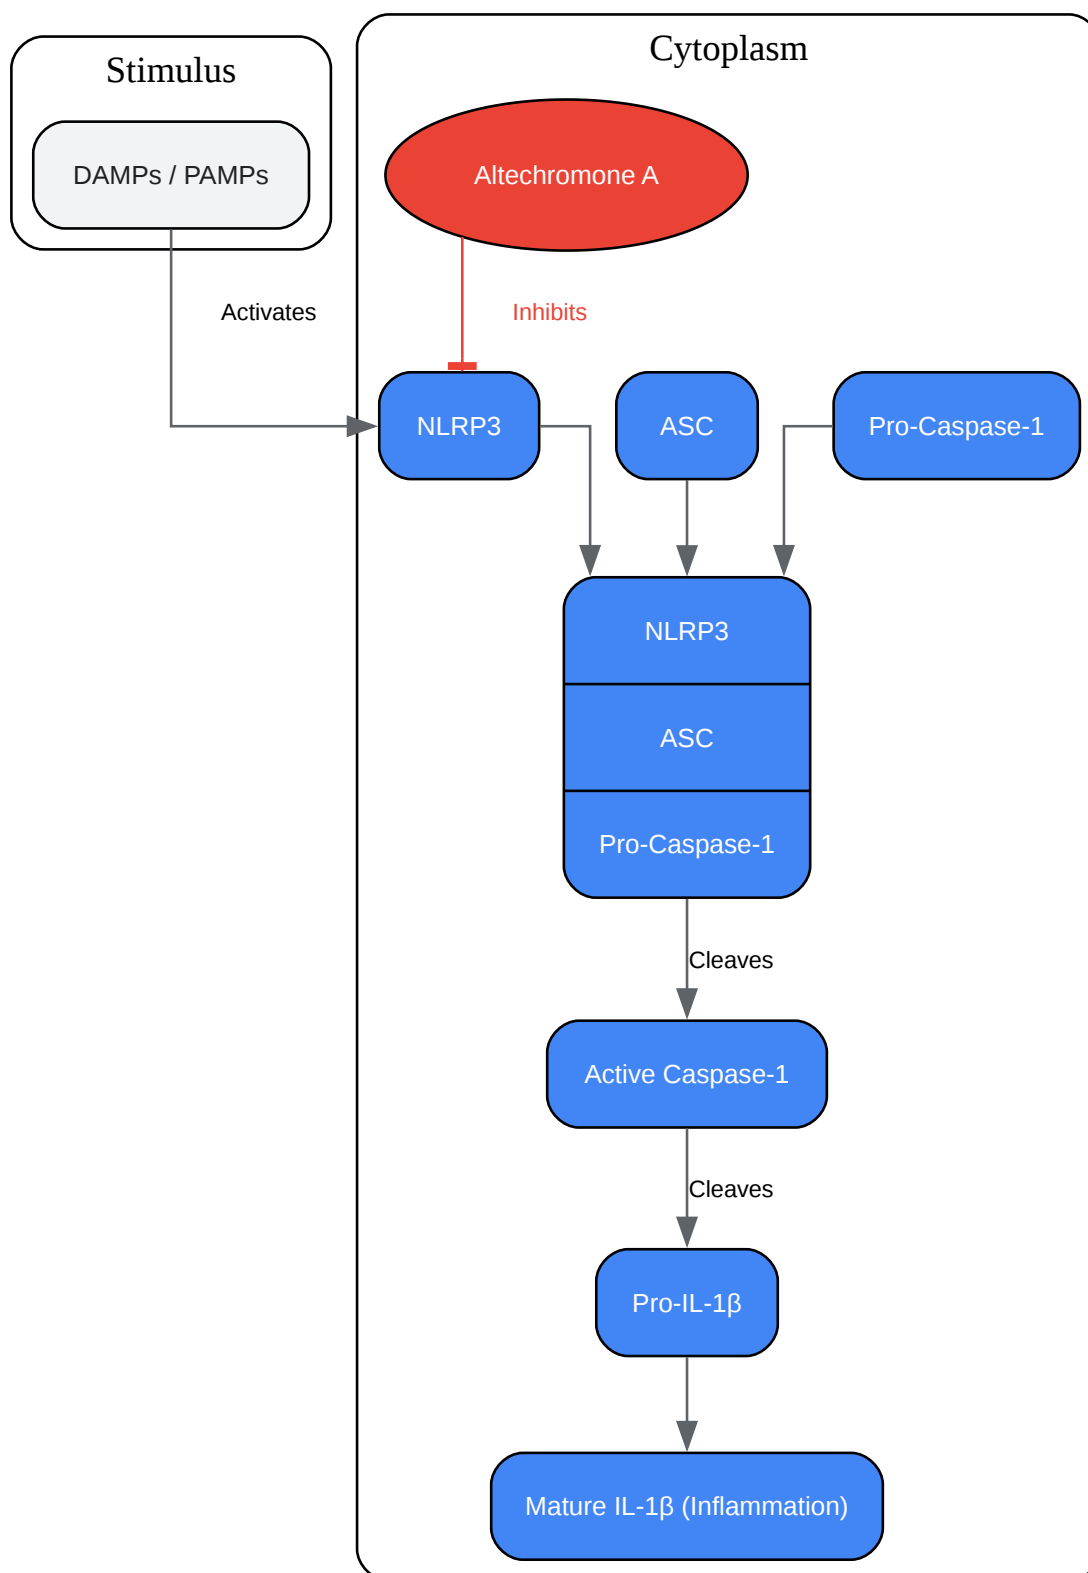 Stimulus
Cytoplasm
DAMPs / PAMPs
Altechromone A
Activates
Inhibits
NLRP3
ASC
Pro-Caspase-1
NLRP3
ASC
Pro-Caspase-1
Cleaves
Active Caspase-1
Cleaves
Pro-IL-1β
Mature IL-1β (Inflammation)